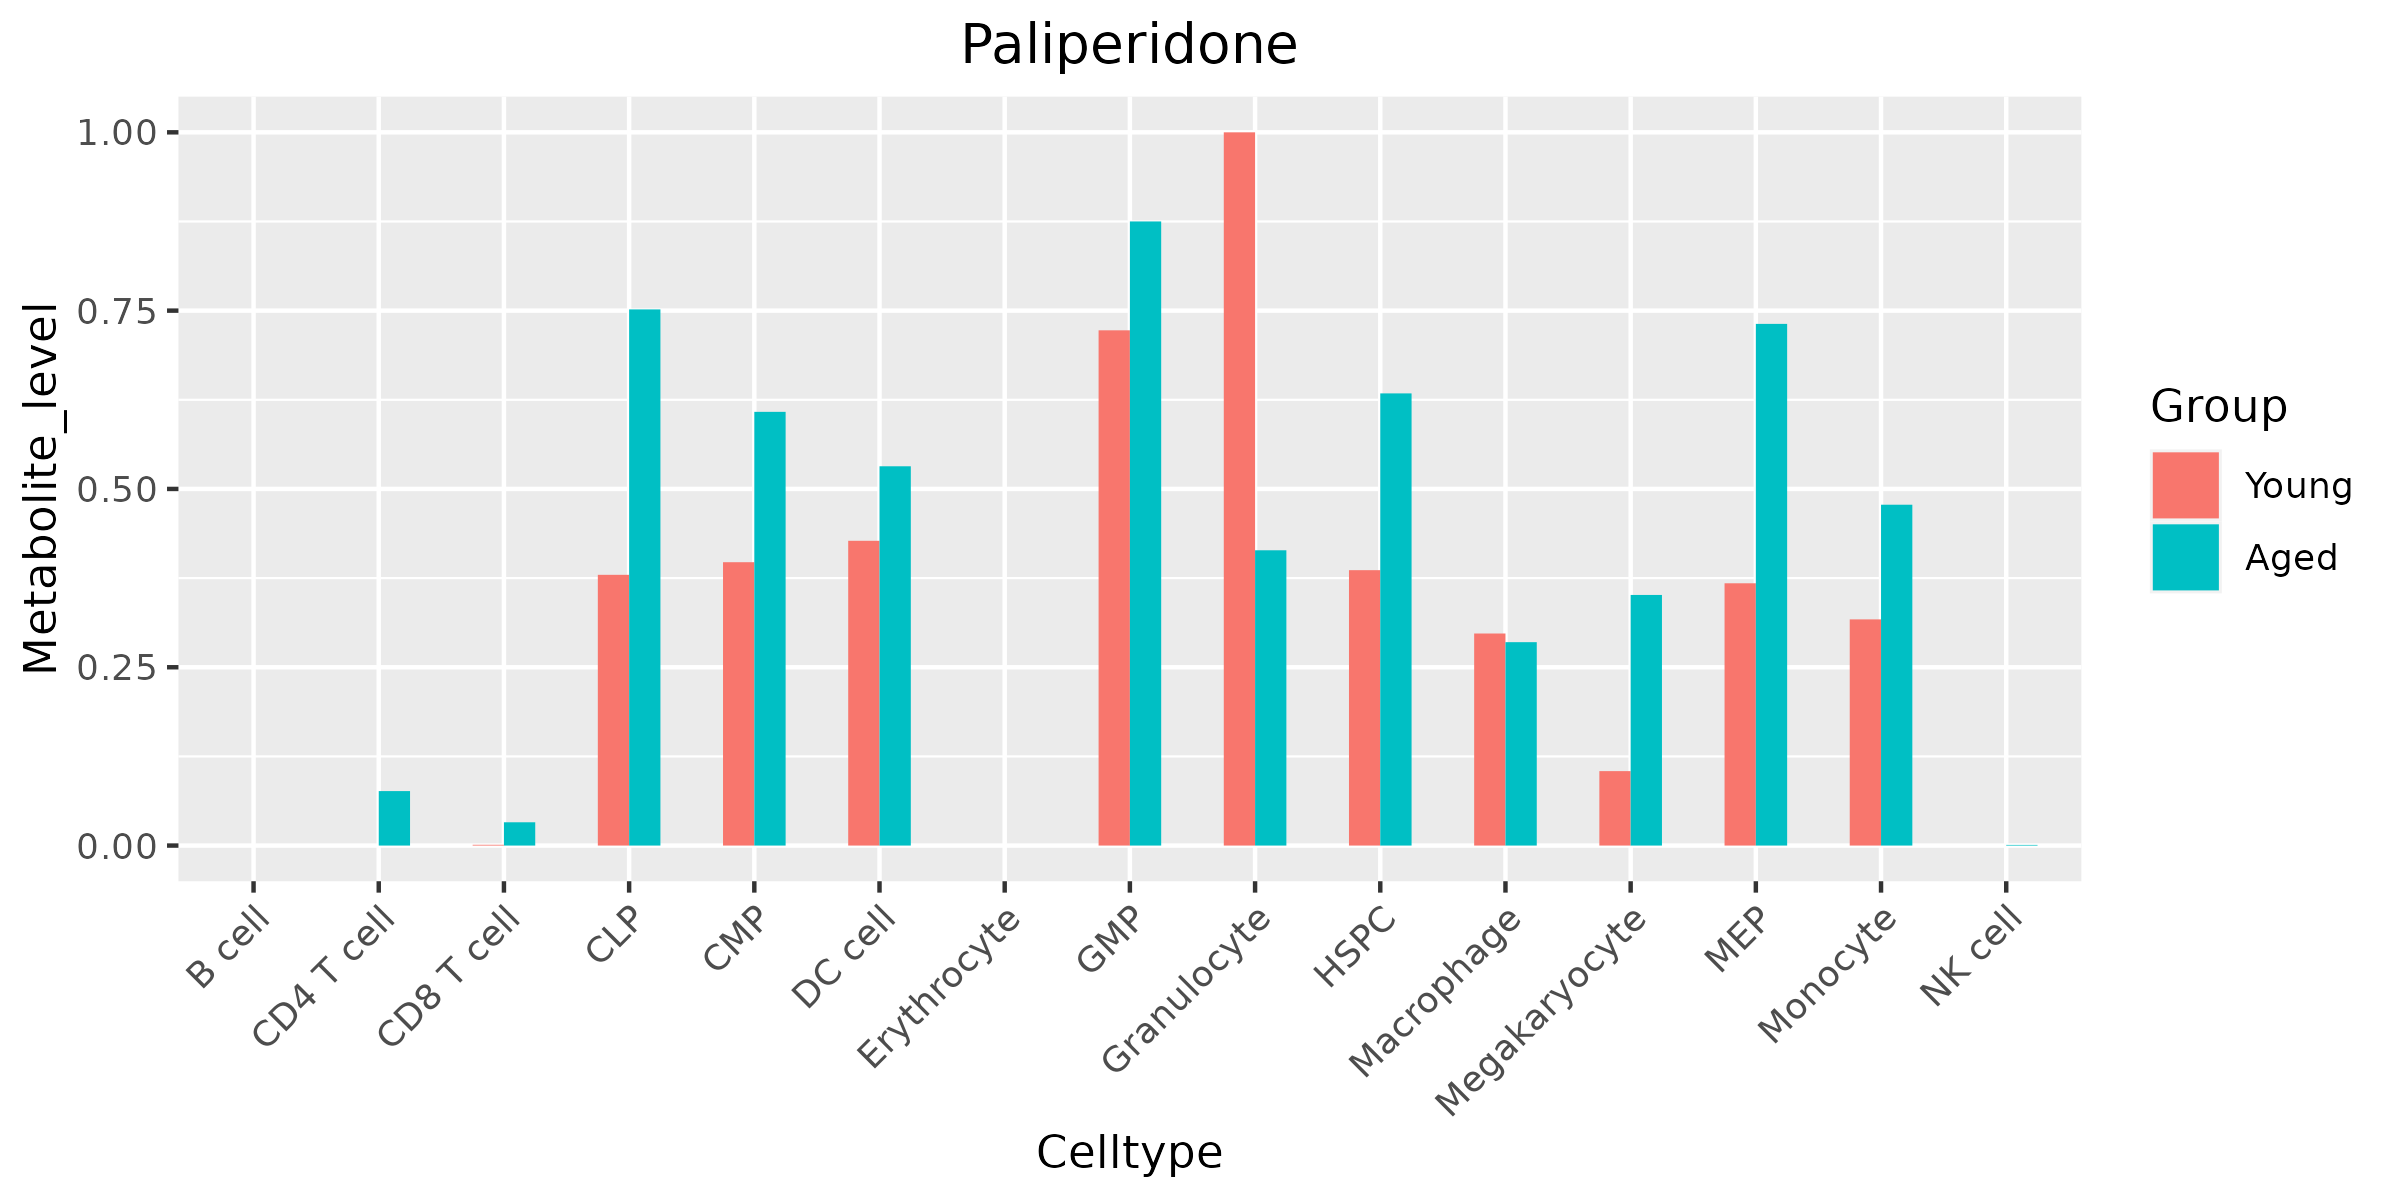 Paliperidone
Metabolite_level
1.00
0.75
0.50
0.25
0.00
B cell
CD4 T cell
CD8 T cell
CLP
CMP
DC cell
Erythrocyte
GMP
Granulocyte
HSPC
Macrophage
Megakaryocyte
MEP
Monocyte
NK cell
Celltype
Group
Young
Aged